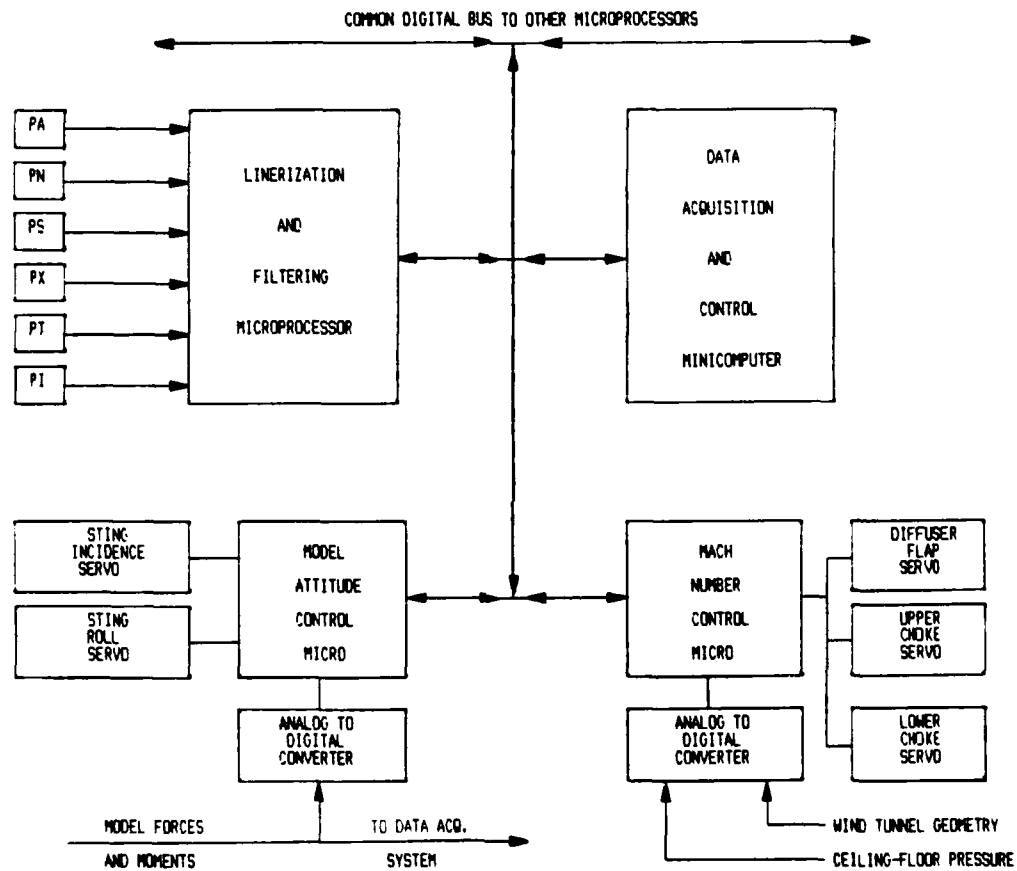 COMMON DIGITAL BUS TO OTHER MICROPROCESSORS
PA
PN
PS
PX
PT
PI
LINERIZATION
AND
FILTERING
MICROPROCESSOR
DATA
ACQUISITION
AND
CONTROL
MINICOMPUTER
STING
INCIDENCE
SERVO
STING
ROLL
SERVO
MODEL
ATTITUDE
CONTROL
MICRO
MACH
NUMBER
CONTROL
MICRO
DIFFUSER
FLAP
SERVO
UPPER
CHOKE
SERVO
LOWER
CHOKE
SERVO
ANALOG TO
DIGITAL
CONVERTER
ANALOG TO
DIGITAL
CONVERTER
MODEL FORCES
AND MOMENTS
TO DATA ACQ.
SYSTEM
WIND TUNNEL GEOMETRY
CEILING-FLOOR PRESSURE